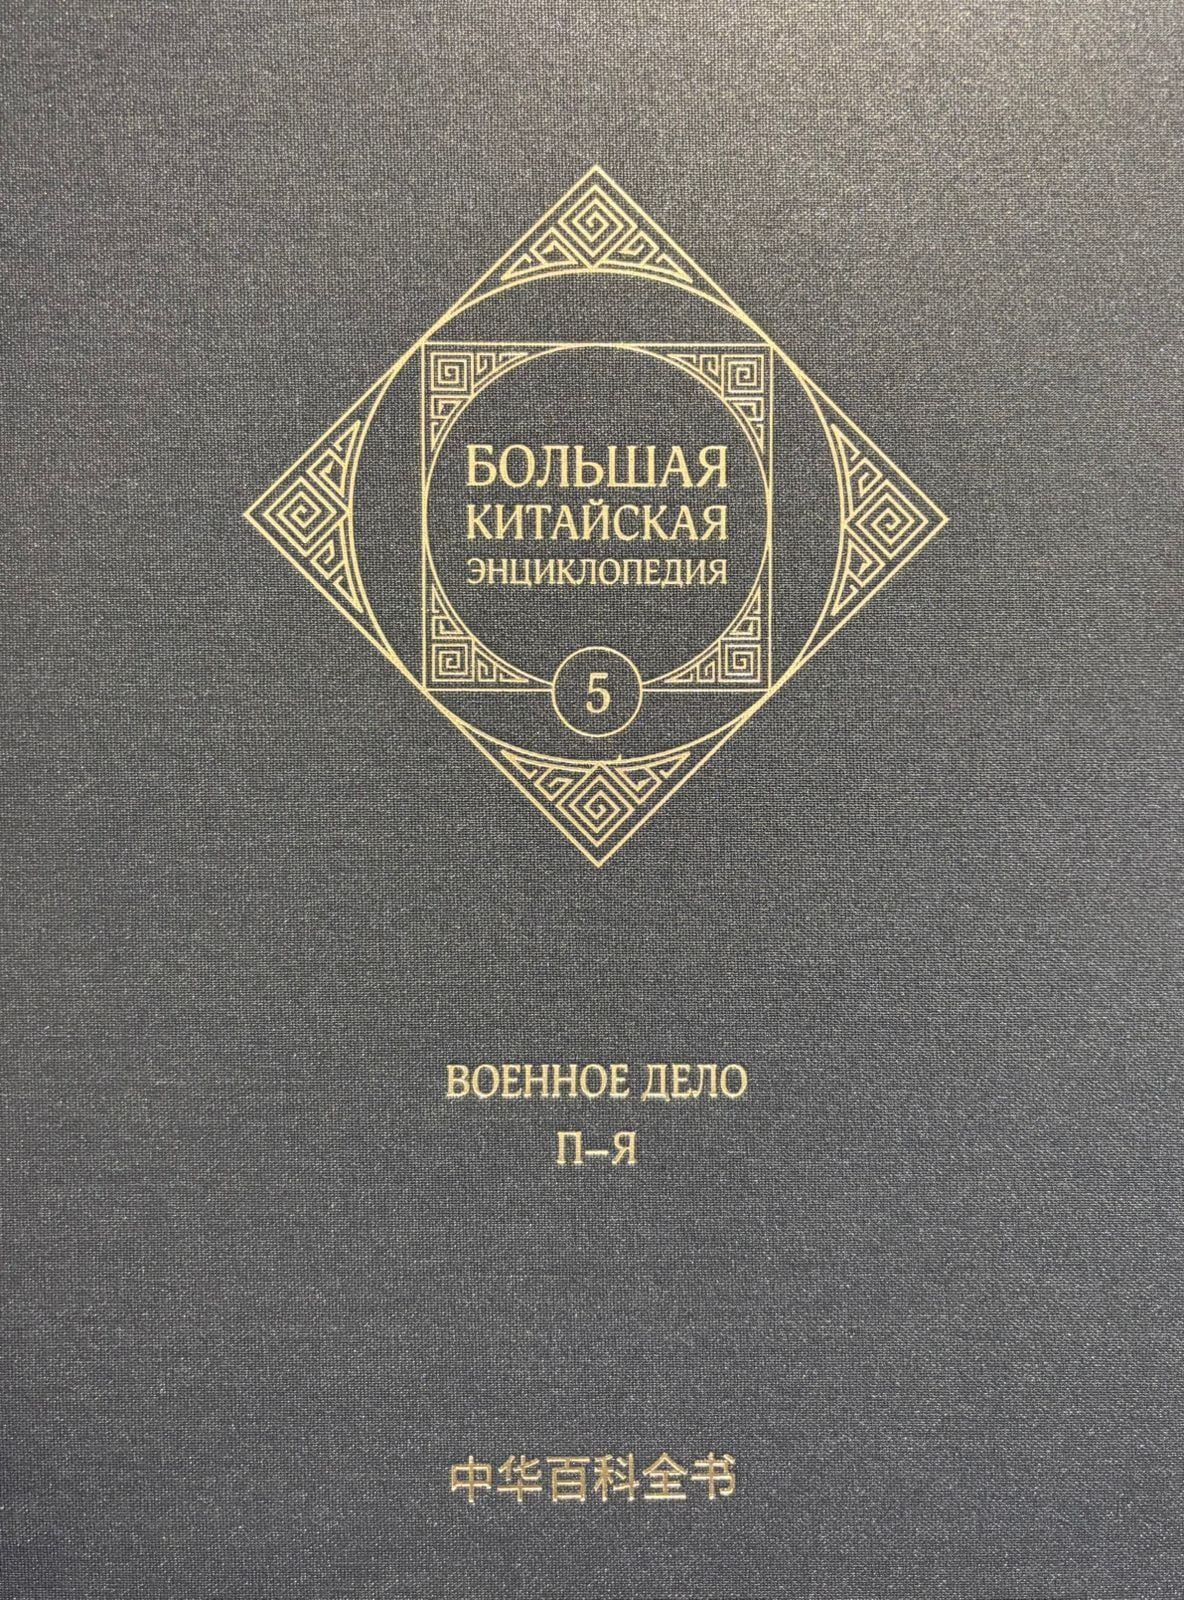 БОЛЬШАЯ
КИТАЙСКАЯ
ЭНЦИКЛОПЕДИЯ
5
ВОЕННОЕ ДЕЛО
П–Я
中华百科全书